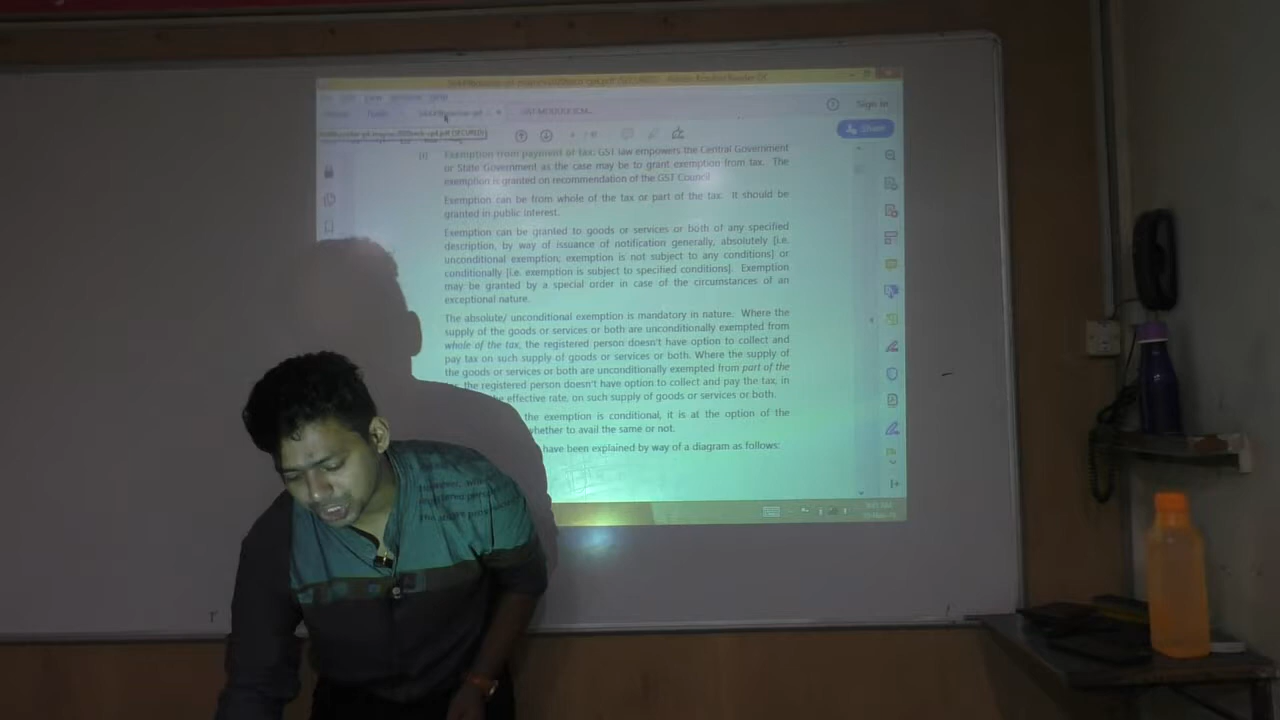 Sign In
Share
(i) Exemption from payment of tax: GST law empowers the Central Government
or State Government as the case may be to grant exemption from tax. The
exemption is granted on recommendation of the GST Council
Exemption can be from whole of the tax or part of the tax. It should be
granted in public interest.
Exemption can be granted to goods or services or both of any specified
description, by way of issuance of notification generally, absolutely [i.e.
unconditional exemption; exemption is not subject to any conditions] or
conditionally [i.e. exemption is subject to specified conditions]. Exemption
may be granted by a special order in case of the circumstances of an
exceptional nature.
The absolute/ unconditional exemption is mandatory in nature. Where the
supply of the goods or services or both are unconditionally exempted from
whole of the tax, the registered person doesn't have option to collect and
pay tax on such supply of goods or services or both. Where the supply of
the goods or services or both are unconditionally exempted from part of the
the registered person doesn't have option to collect and pay the tax, in
effective rate, on such supply of goods or services or both.
However,
the exemption is conditional, it is at the option of the
registered person
whether to avail the same or not.
have been explained by way of a diagram as follows: